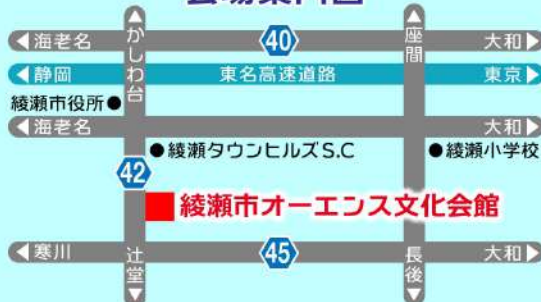 会場案内図
かしわ台
座間
海老名
40
大和
静岡
東名高速道路
東京
綾瀬市役所
海老名
大和
綾瀬タウンヒルズS.C
綾瀬小学校
42
綾瀬市オーエンス文化会館
寒川
辻堂
45
長後
大和